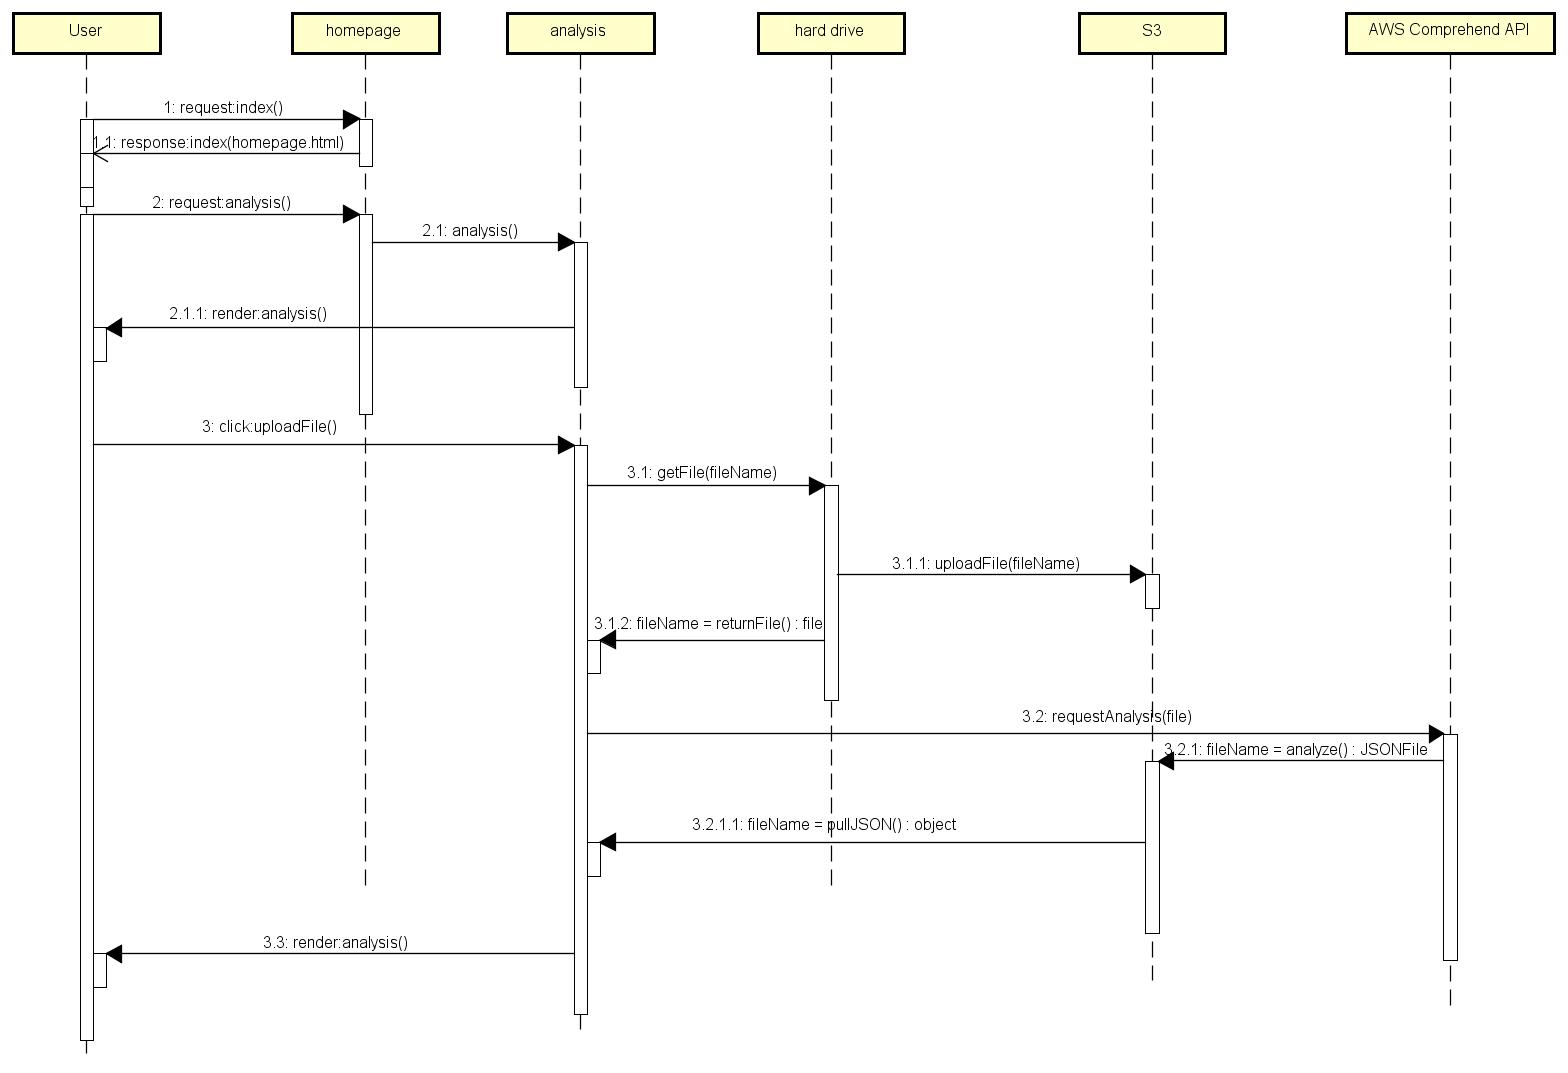 User
homepage
analysis
hard drive
S3
AWS Comprehend API
1: request:index()
1.1: response:index(homepage.html)
2: request:analysis()
2.1: analysis()
2.1.1: render:analysis()
3: click:uploadFile()
3.1: getFile(fileName)
3.1.1: uploadFile(fileName)
3.1.2: fileName = returnFile() : file
3.2: requestAnalysis(file)
3.2.1: fileName = analyze() : JSONFile
3.2.1.1: fileName = pullJSON() : object
3.3: render:analysis()